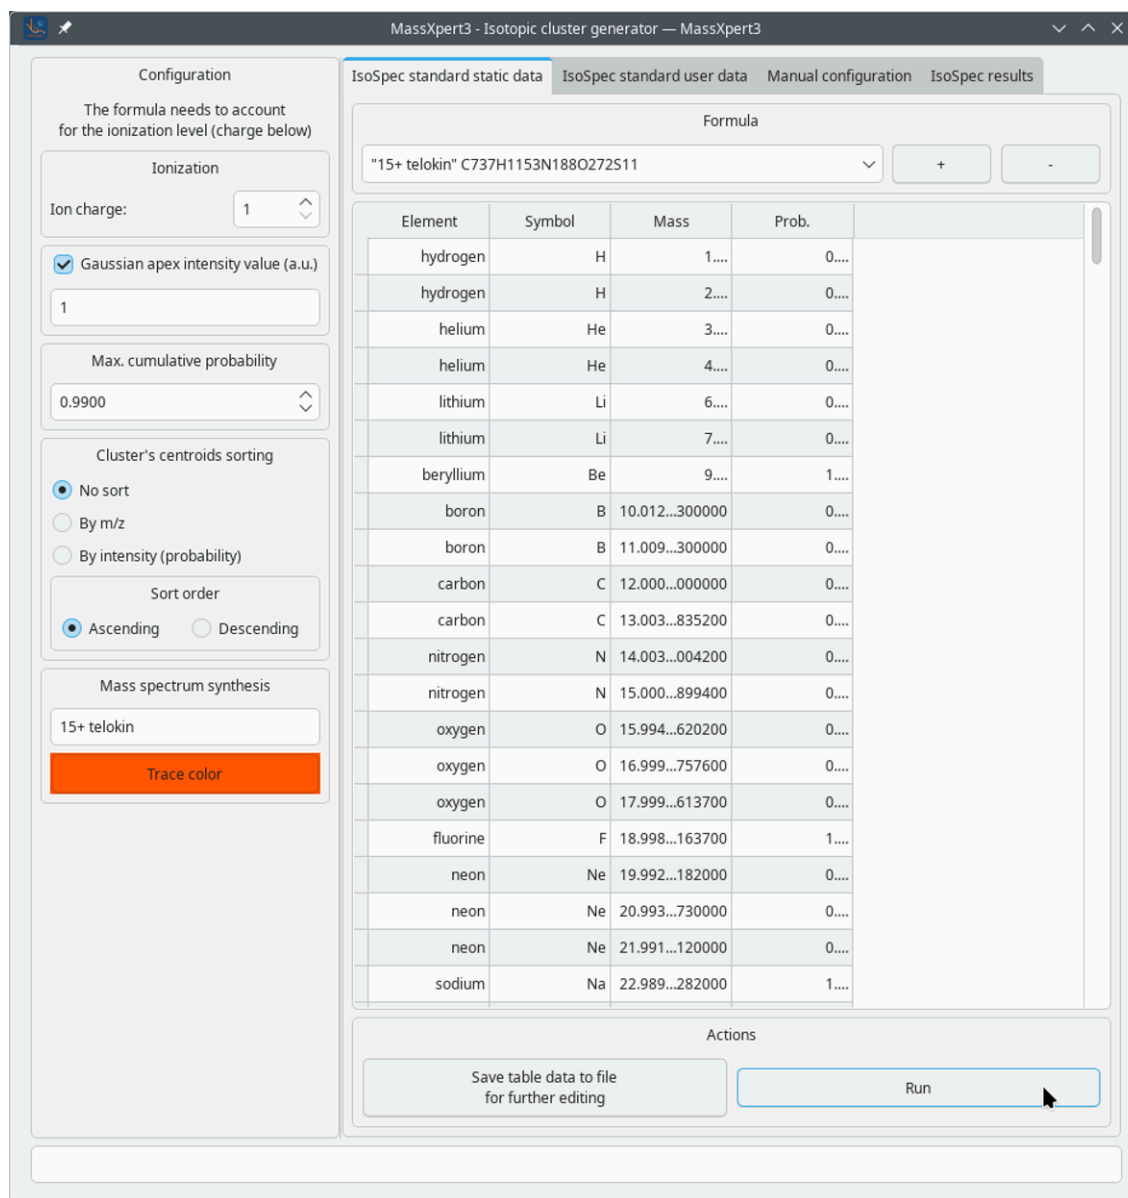 MassXpert3 - Isotopic cluster generator — MassXpert3
Configuration
The formula needs to account
for the ionization level (charge below)
Ionization
Ion charge: 1
Gaussian apex intensity value (a.u.)
1
Max. cumulative probability
0.9900
Cluster's centroids sorting
No sort
By m/z
By intensity (probability)
Sort order
Ascending Descending
Mass spectrum synthesis
15+ telokin
Trace color
IsoSpec standard static data IsoSpec standard user data Manual configuration IsoSpec results
Formula
"15+ telokin" C737H1153N188O272S11 + -
Element Symbol Mass Prob.
hydrogen H 1.... 0....
hydrogen H 2.... 0....
helium He 3.... 0....
helium He 4.... 0....
lithium Li 6.... 0....
lithium Li 7.... 0....
beryllium Be 9.... 1....
boron B 10.012...300000 0....
boron B 11.009...300000 0....
carbon C 12.000...000000 0....
carbon C 13.003...835200 0....
nitrogen N 14.003...004200 0....
nitrogen N 15.000...899400 0....
oxygen O 15.994...620200 0....
oxygen O 16.999...757600 0....
oxygen O 17.999...613700 0....
fluorine F 18.998...163700 1....
neon Ne 19.992...182000 0....
neon Ne 20.993...730000 0....
neon Ne 21.991...120000 0....
sodium Na 22.989...282000 1....
Actions
Save table data to file
for further editing
Run